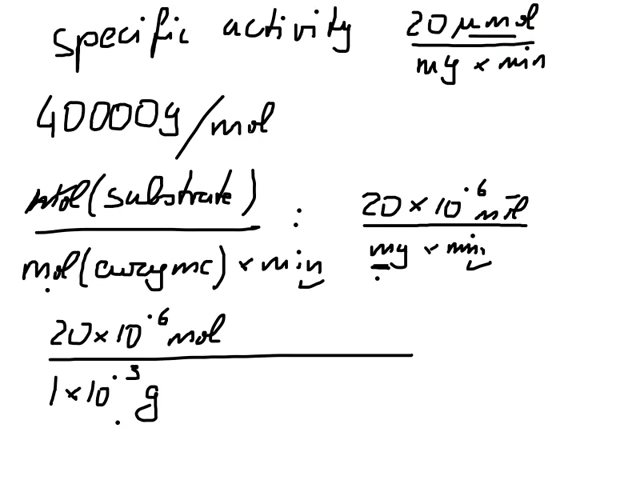 specific activity 20 μmol
mg × min
40000g/mol
mol(substrate) : 20 × 10⁻⁶ mol
mol(enzyme) × min mg × min
20 × 10⁻⁶ mol
1 × 10⁻³ g